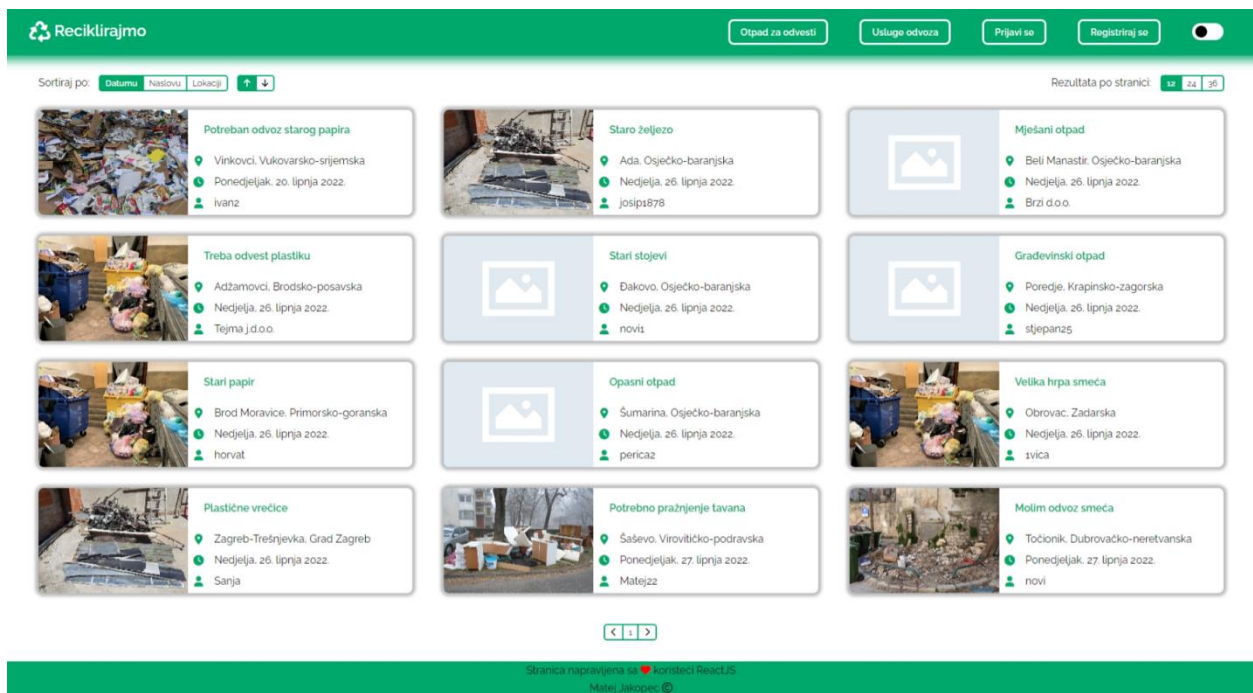 Reciklirajmo
Otpad za odvesti
Usluge odvoza
Prijavi se
Registriraj se
Sortiraj po: Datumu Naslovu Lokaciji
Rezultata po stranici: 12 24 36
Potreban odvoz starog papira
Vinkovci, Vukovarsko-srijemska
Ponedjeljak, 20. lipnja 2022.
ivan2
Staro željezo
Ada, Osječko-baranjska
Nedjelja, 26. lipnja 2022.
josip1878
Mješani otpad
Beli Manastir, Osječko-baranjska
Nedjelja, 26. lipnja 2022.
Brzi d.o.o.
Treba odvest plastiku
Adžamovci, Brodsko-posavska
Nedjelja, 26. lipnja 2022.
Tejma j.d.o.o.
Stari stojevi
Đakovo, Osječko-baranjska
Nedjelja, 26. lipnja 2022.
novi1
Građevinski otpad
Poredje, Krapinsko-zagorska
Nedjelja, 26. lipnja 2022.
stjepan25
Stari papir
Brod Moravice, Primorsko-goranska
Nedjelja, 26. lipnja 2022.
horvat
Opasni otpad
Šumarina, Osječko-baranjska
Nedjelja, 26. lipnja 2022.
perica2
Velika hrpa smeća
Obrovac, Zadarska
Nedjelja, 26. lipnja 2022.
1vica
Plastične vrećice
Zagreb-Trešnjevka, Grad Zagreb
Nedjelja, 26. lipnja 2022.
Sanja
Potrebno pražnjenje tavana
Šaševo, Virovitičko-podravska
Ponedjeljak, 27. lipnja 2022.
Matej22
Molim odvoz smeća
Točionik, Dubrovačko-neretvanska
Ponedjeljak, 27. lipnja 2022.
novi
1
Stranica napravljena sa ❤ koristeći ReactJS
Matej Jakopec ©